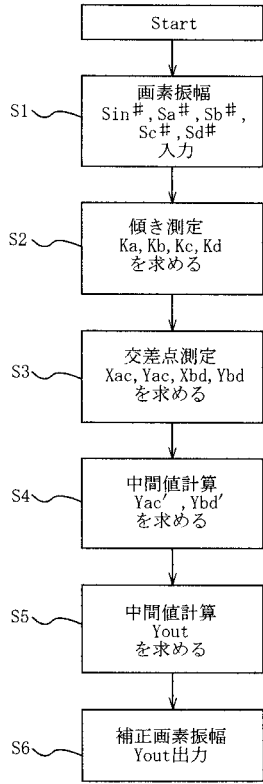 Start
S1
画素振幅
Sin#,Sa#,Sb#,
Sc#,Sd#
入力
S2
傾き測定
Ka,Kb,Kc,Kd
を求める
S3
交差点測定
Xac,Yac,Xbd,Ybd
を求める
S4
中間値計算
Yac′,Ybd′
を求める
S5
中間値計算
Yout
を求める
S6
補正画素振幅
Yout出力